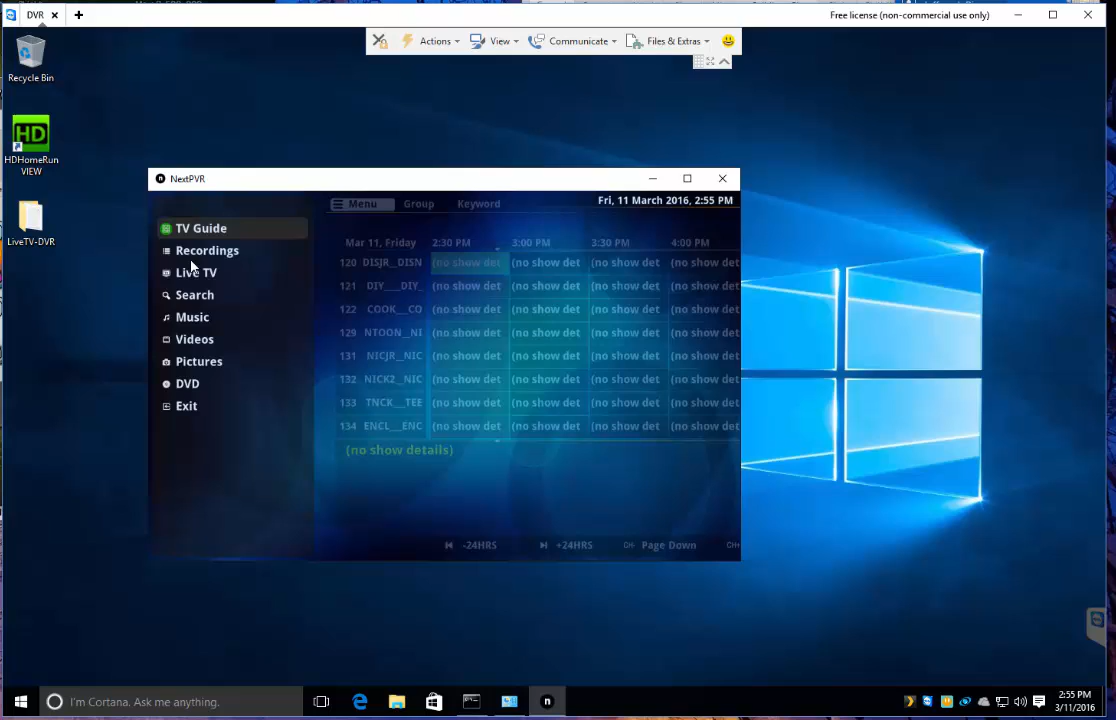 DVR
Free license (non-commercial use only)
Actions
View
Communicate
Files & Extras
Recycle Bin
HD
HDHomeRun
VIEW
LiveTV-DVR
NextPVR
Menu
Group
Keyword
Fri, 11 March 2016, 2:55 PM
TV Guide
Recordings
Live TV
Search
Music
Videos
Pictures
DVD
Exit
Mar 11, Friday 2:30 PM 3:00 PM 3:30 PM 4:00 PM
120 DISJR__DISN (no show det (no show det (no show det (no show det
121 DIY___DIY_ (no show det (no show det (no show det (no show det
122 COOK__CO (no show det (no show det (no show det (no show det
129 NTOON__NI (no show det (no show det (no show det (no show det
131 NICJR__NIC (no show det (no show det (no show det (no show det
132 NICK2__NIC (no show det (no show det (no show det (no show det
133 TNCK___TEE (no show det (no show det (no show det (no show det
134 ENCL__ENC (no show det (no show det (no show det (no show det
(no show details)
-24HRS +24HRS CH- Page Down CH+
I'm Cortana. Ask me anything.
2:55 PM
3/11/2016